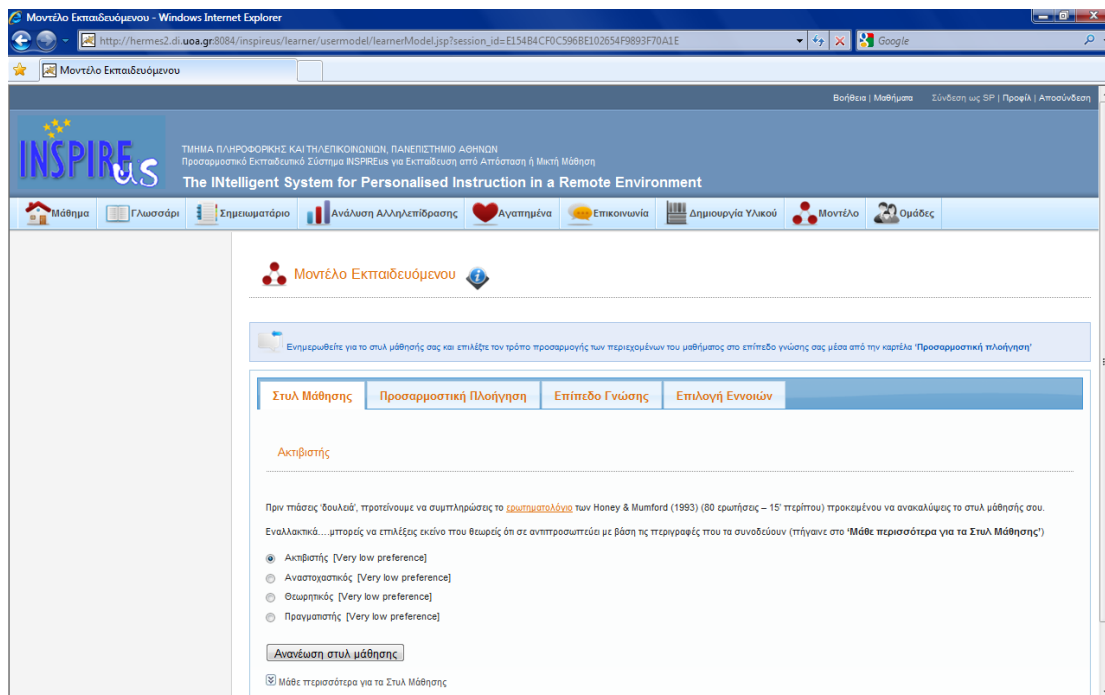 Μοντέλο Εκπαιδευόμενου - Windows Internet Explorer
http://hermes2.di.uoa.gr:8084/inspireus/learner/usermodel/learnerModel.jsp?session_id=E154B4CF0C596BE102654F9893F70A1E
Google
Μοντέλο Εκπαιδευόμενου
Βοήθεια | Μαθήματα Σύνδεση ως SP | Προφίλ | Αποσύνδεση
INSPIREus
ΤΜΗΜΑ ΠΛΗΡΟΦΟΡΙΚΗΣ ΚΑΙ ΤΗΛΕΠΙΚΟΙΝΩΝΙΩΝ, ΠΑΝΕΠΙΣΤΗΜΙΟ ΑΘΗΝΩΝ
Προσαρμοστικό Εκπαιδευτικό Σύστημα INSPIREus για Εκπαίδευση από Απόσταση ή Μικτή Μάθηση
The INtelligent System for Personalised Instruction in a Remote Environment
Μάθημα Γλωσσάρι Σημειωματάριο Ανάλυση Αλληλεπίδρασης Αγαπημένα Επικοινωνία Δημιουργία Υλικού Μοντέλο Ομάδες
Μοντέλο Εκπαιδευόμενου
Ενημερωθείτε για το στυλ μάθησής σας και επιλέξτε τον τρόπο προσαρμογής των περιεχομένων του μαθήματος στο επίπεδο γνώσης σας μέσα από την καρτέλα 'Προσαρμοστική πλοήγηση'
Στυλ Μάθησης Προσαρμοστική Πλοήγηση Επίπεδο Γνώσης Επιλογή Εννοιών
Ακτιβιστής
Πριν πιάσεις 'δουλειά', προτείνουμε να συμπληρώσεις το ερωτηματολόγιο των Honey & Mumford (1993) (80 ερωτήσεις – 15' περίπου) προκειμένου να ανακαλύψεις το στυλ μάθησής σου.
Εναλλακτικά....μπορείς να επιλέξεις εκείνο που θεωρείς ότι σε αντιπροσωπεύει με βάση τις περιγραφές που τα συνοδεύουν (πήγαινε στο 'Μάθε περισσότερα για τα Στυλ Μάθησης')
Ακτιβιστής [Very low preference]
Αναστοχαστικός [Very low preference]
Θεωρητικός [Very low preference]
Πραγματιστής [Very low preference]
Ανανέωση στυλ μάθησης
Μάθε περισσότερα για τα Στυλ Μάθησης